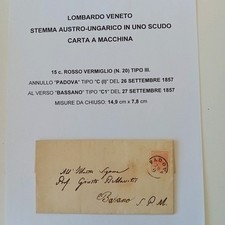 LOMBARDO VENETO
STEMMA AUSTRO-UNGARICO IN UNO SCUDO
CARTA A MACCHINA
15 c. ROSSO VERMIGLIO (N. 20) TIPO III.
ANNULLO "PADOVA" TIPO "C (I)" DEL 26 SETTEMBRE 1857
AL VERSO "BASSANO" TIPO "C1" DEL 27 SETTEMBRE 1857
MISURE DA CHIUSO: 14,9 cm x 7,8 cm
PADOVA
Bassano